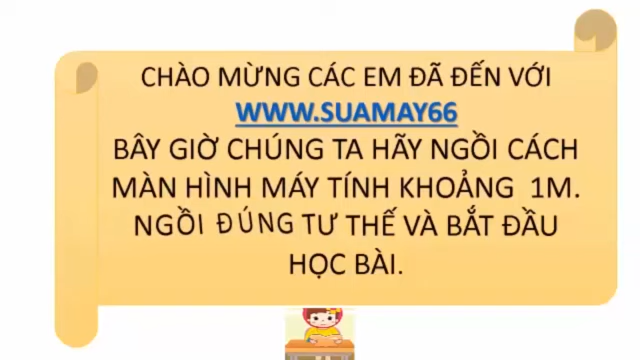 CHÀO MỪNG CÁC EM ĐÃ ĐẾN VỚI
WWW.SUAMAY66
BÂY GIỜ CHÚNG TA HÃY NGỒI CÁCH
MÀN HÌNH MÁY TÍNH KHOẢNG 1M.
NGỒI ĐÚNG TƯ THẾ VÀ BẮT ĐẦU
HỌC BÀI.